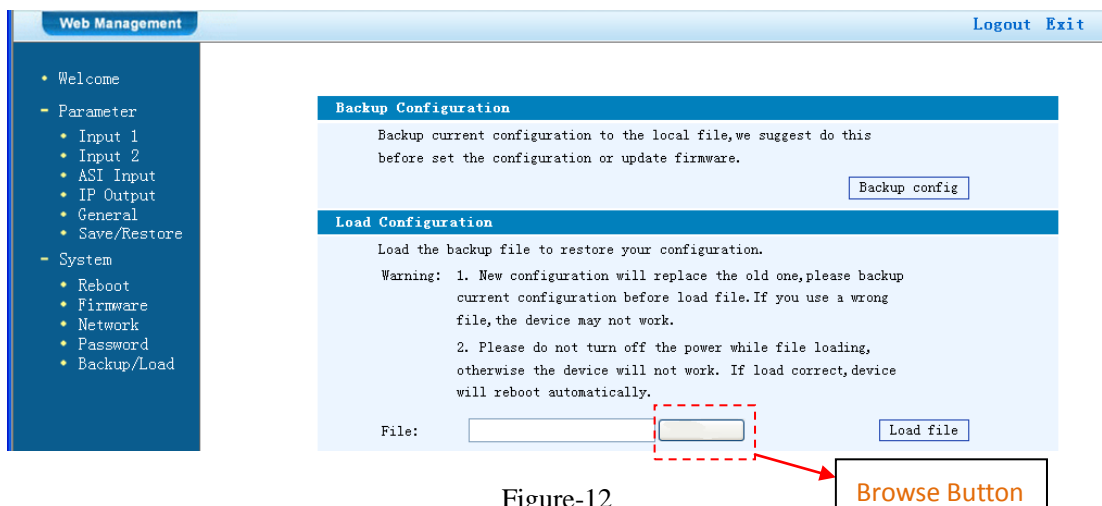 Web Management
Logout Exit
Welcome
Parameter
Input 1
Input 2
ASI Input
IP Output
General
Save/Restore
System
Reboot
Firmware
Network
Password
Backup/Load
Backup Configuration
Backup current configuration to the local file,we suggest do this
before set the configuration or update firmware.
Backup config
Load Configuration
Load the backup file to restore your configuration.
Warning: 1. New configuration will replace the old one,please backup
current configuration before load file.If you use a wrong
file,the device may not work.
2. Please do not turn off the power while file loading,
otherwise the device will not work. If load correct,device
will reboot automatically.
File:
Load file
Browse Button
Figure-12